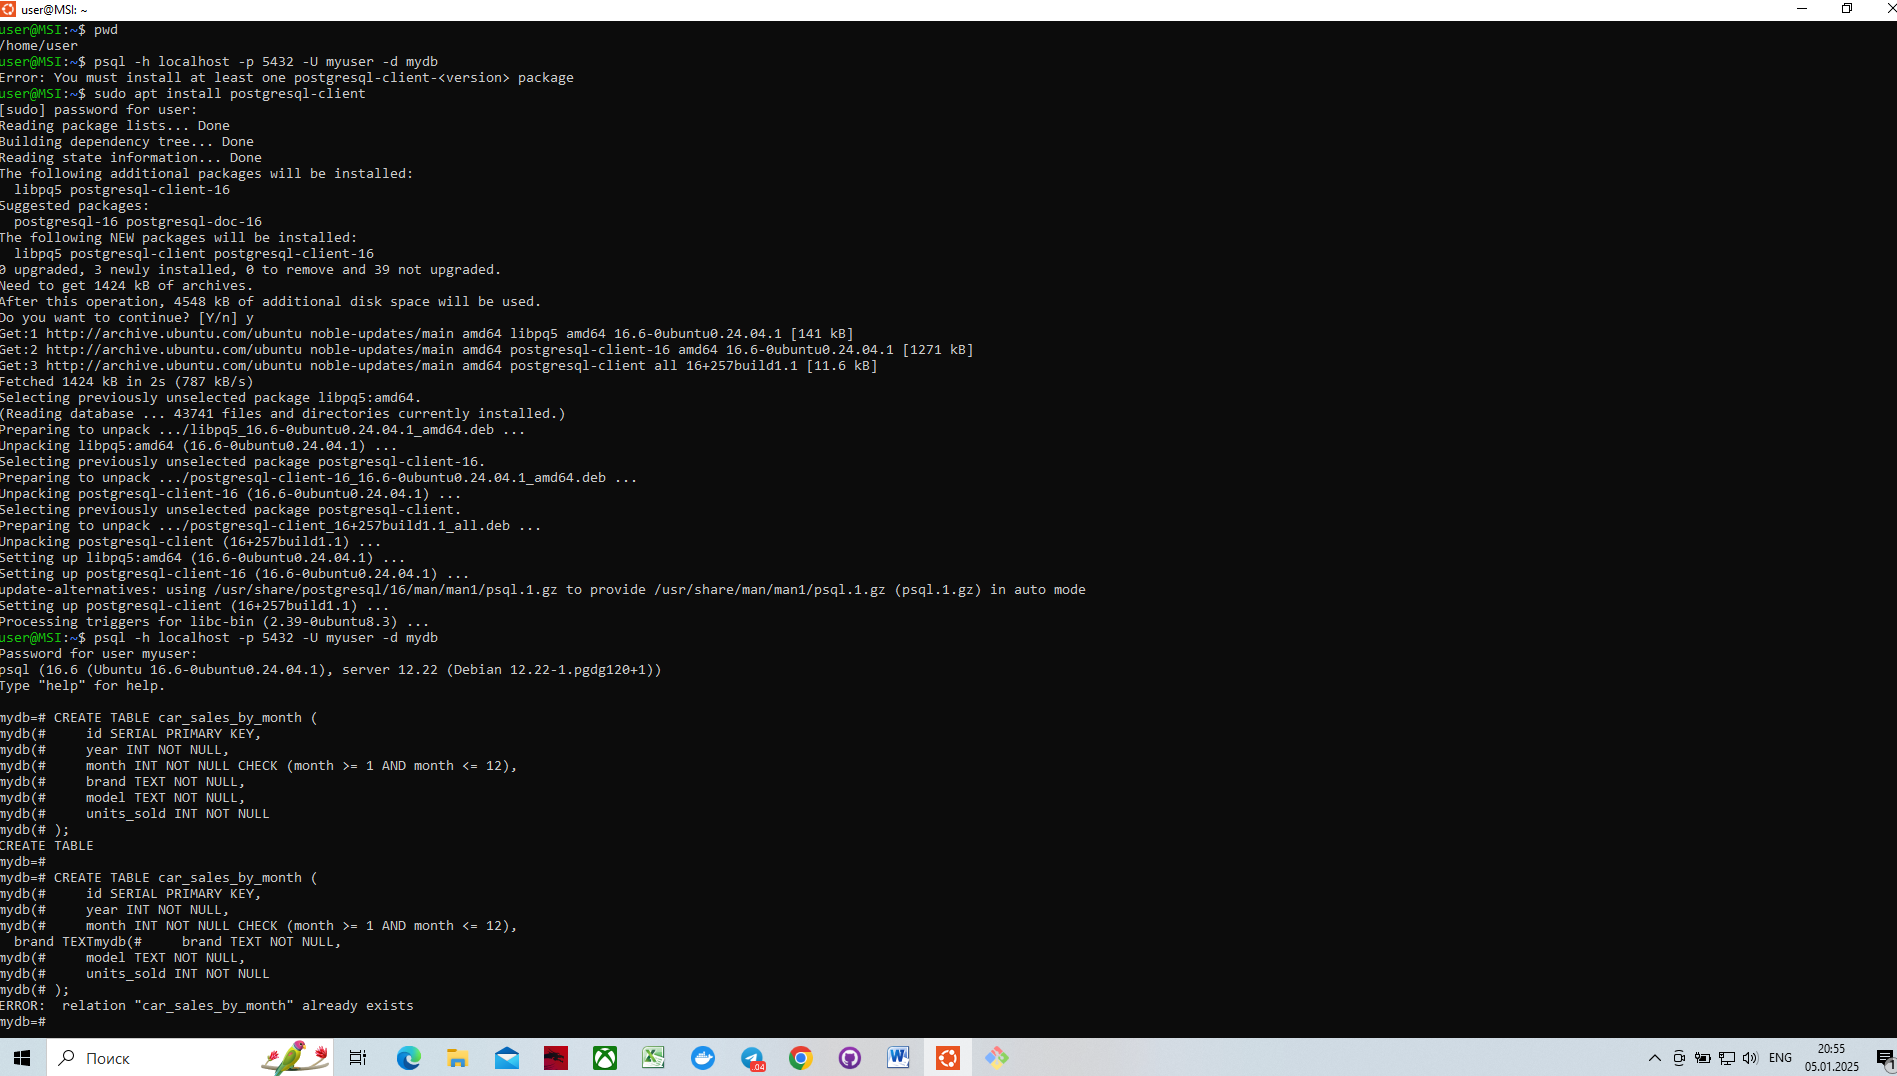 user@MSI: ~
user@MSI:~$ pwd
/home/user
user@MSI:~$ psql -h localhost -p 5432 -U myuser -d mydb
Error: You must install at least one postgresql-client-<version> package
user@MSI:~$ sudo apt install postgresql-client
[sudo] password for user:
Reading package lists... Done
Building dependency tree... Done
Reading state information... Done
The following additional packages will be installed:
  libpq5 postgresql-client-16
Suggested packages:
  postgresql-16 postgresql-doc-16
The following NEW packages will be installed:
  libpq5 postgresql-client postgresql-client-16
0 upgraded, 3 newly installed, 0 to remove and 39 not upgraded.
Need to get 1424 kB of archives.
After this operation, 4548 kB of additional disk space will be used.
Do you want to continue? [Y/n] y
Get:1 http://archive.ubuntu.com/ubuntu noble-updates/main amd64 libpq5 amd64 16.6-0ubuntu0.24.04.1 [141 kB]
Get:2 http://archive.ubuntu.com/ubuntu noble-updates/main amd64 postgresql-client-16 amd64 16.6-0ubuntu0.24.04.1 [1271 kB]
Get:3 http://archive.ubuntu.com/ubuntu noble-updates/main amd64 postgresql-client all 16+257build1.1 [11.6 kB]
Fetched 1424 kB in 2s (787 kB/s)
Selecting previously unselected package libpq5:amd64.
(Reading database ... 43741 files and directories currently installed.)
Preparing to unpack .../libpq5_16.6-0ubuntu0.24.04.1_amd64.deb ...
Unpacking libpq5:amd64 (16.6-0ubuntu0.24.04.1) ...
Selecting previously unselected package postgresql-client-16.
Preparing to unpack .../postgresql-client-16_16.6-0ubuntu0.24.04.1_amd64.deb ...
Unpacking postgresql-client-16 (16.6-0ubuntu0.24.04.1) ...
Selecting previously unselected package postgresql-client.
Preparing to unpack .../postgresql-client_16+257build1.1_all.deb ...
Unpacking postgresql-client (16+257build1.1) ...
Setting up libpq5:amd64 (16.6-0ubuntu0.24.04.1) ...
Setting up postgresql-client-16 (16.6-0ubuntu0.24.04.1) ...
update-alternatives: using /usr/share/postgresql/16/man/man1/psql.1.gz to provide /usr/share/man/man1/psql.1.gz (psql.1.gz) in auto mode
Setting up postgresql-client (16+257build1.1) ...
Processing triggers for libc-bin (2.39-0ubuntu8.3) ...
user@MSI:~$ psql -h localhost -p 5432 -U myuser -d mydb
Password for user myuser:
psql (16.6 (Ubuntu 16.6-0ubuntu0.24.04.1), server 12.22 (Debian 12.22-1.pgdg120+1))
Type "help" for help.
mydb=# CREATE TABLE car_sales_by_month (
mydb(#     id SERIAL PRIMARY KEY,
mydb(#     year INT NOT NULL,
mydb(#     month INT NOT NULL CHECK (month >= 1 AND month <= 12),
mydb(#     brand TEXT NOT NULL,
mydb(#     model TEXT NOT NULL,
mydb(#     units_sold INT NOT NULL
mydb(# );
CREATE TABLE
mydb=#
mydb=# CREATE TABLE car_sales_by_month (
mydb(#     id SERIAL PRIMARY KEY,
mydb(#     year INT NOT NULL,
mydb(#     month INT NOT NULL CHECK (month >= 1 AND month <= 12),
  brand TEXTmydb(#     brand TEXT NOT NULL,
mydb(#     model TEXT NOT NULL,
mydb(#     units_sold INT NOT NULL
mydb(# );
ERROR:  relation "car_sales_by_month" already exists
mydb=#
Поиск
.04
ENG
20:55
05.01.2025
1